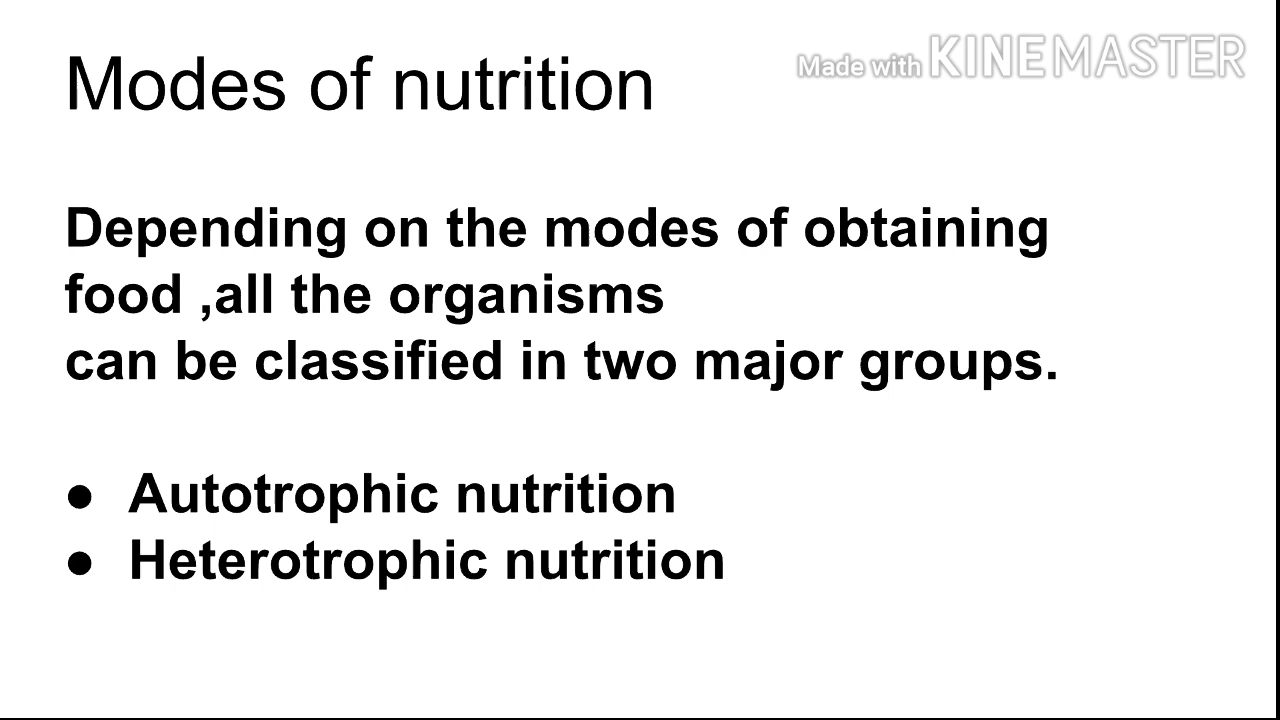 Modes of nutrition
Made with KINEMASTER
Depending on the modes of obtaining
food ,all the organisms
can be classified in two major groups.
● Autotrophic nutrition
● Heterotrophic nutrition